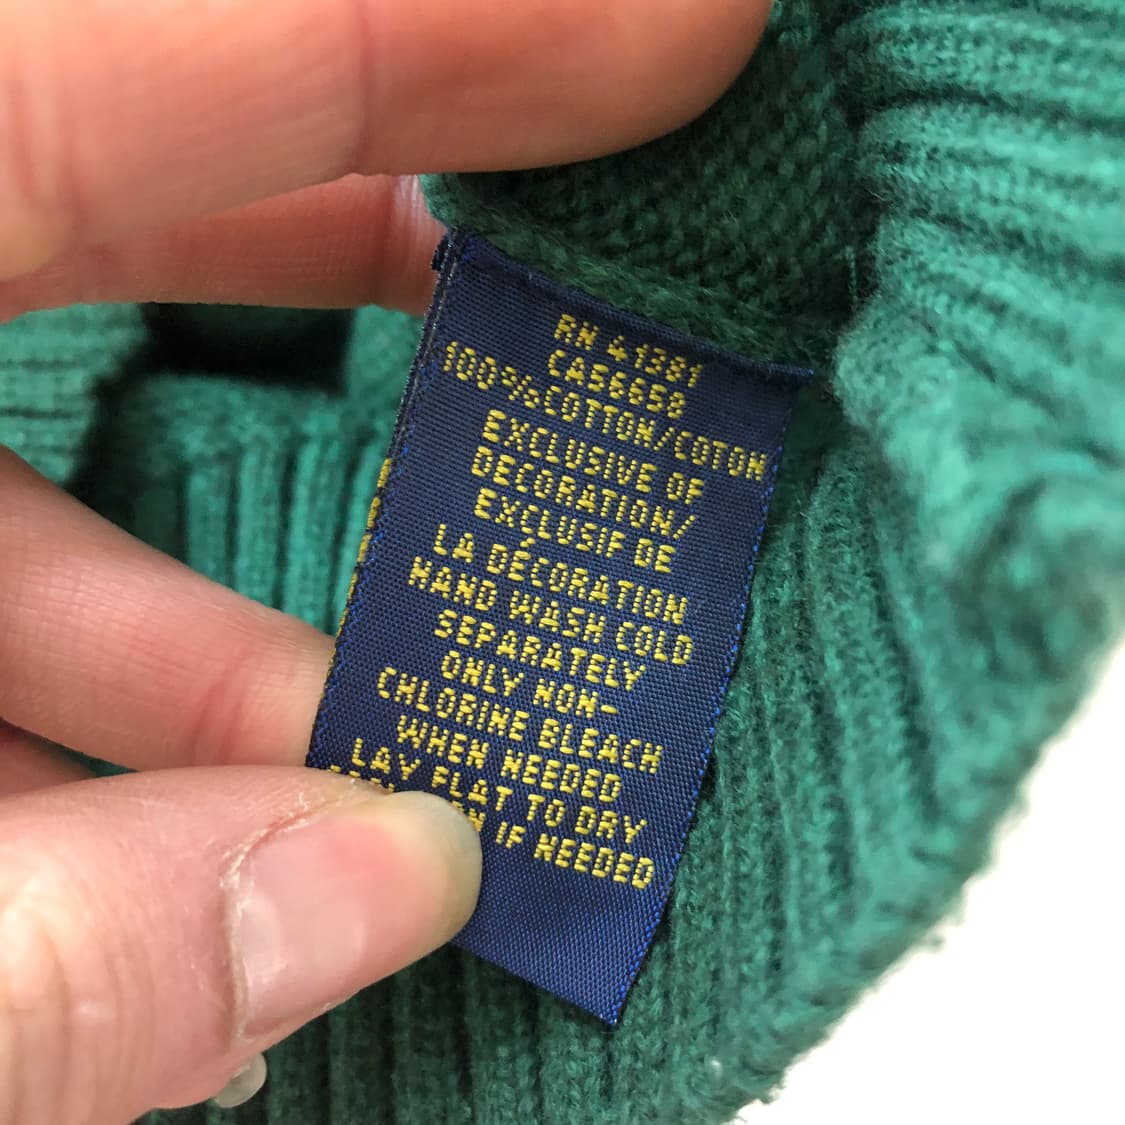 RN 41381
CA56650
100%COTTON/COTON
EXCLUSIVE OF
DECORATION/
EXCLUSIF DE
LA DÉCORATION
HAND WASH COLD
SEPARATELY
ONLY NON-
CHLORINE BLEACH
WHEN NEEDED
LAY FLAT TO DRY
IF NEEDED